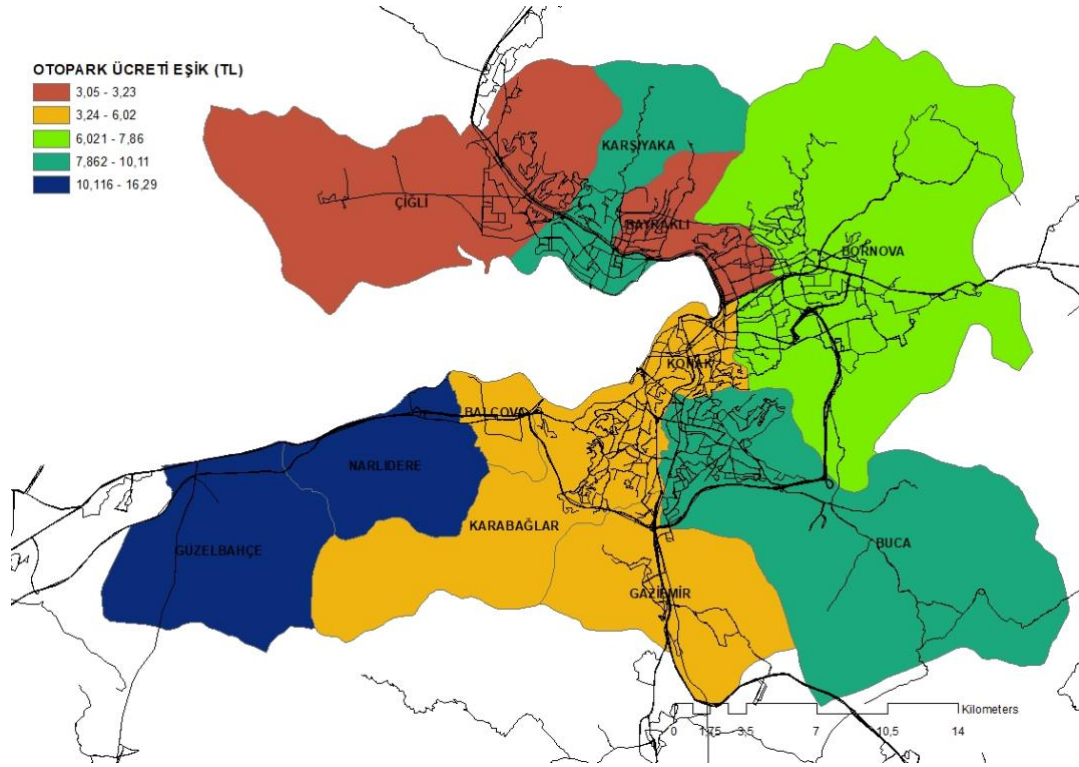 OTOPARK ÜCRETİ EŞİK (TL)
3,05 - 3,23
3,24 - 6,02
6,021 - 7,86
7,862 - 10,11
10,116 - 16,29
KARŞIYAKA
ÇİĞLİ
BAYRAKLI
BORNOVA
KONAK
BALÇOVA
NARLIDERE
KARABAĞLAR
GÜZELBAHÇE
BUCA
GAZİEMİR
Kilometers
0 1,75 3,5 7 10,5 14